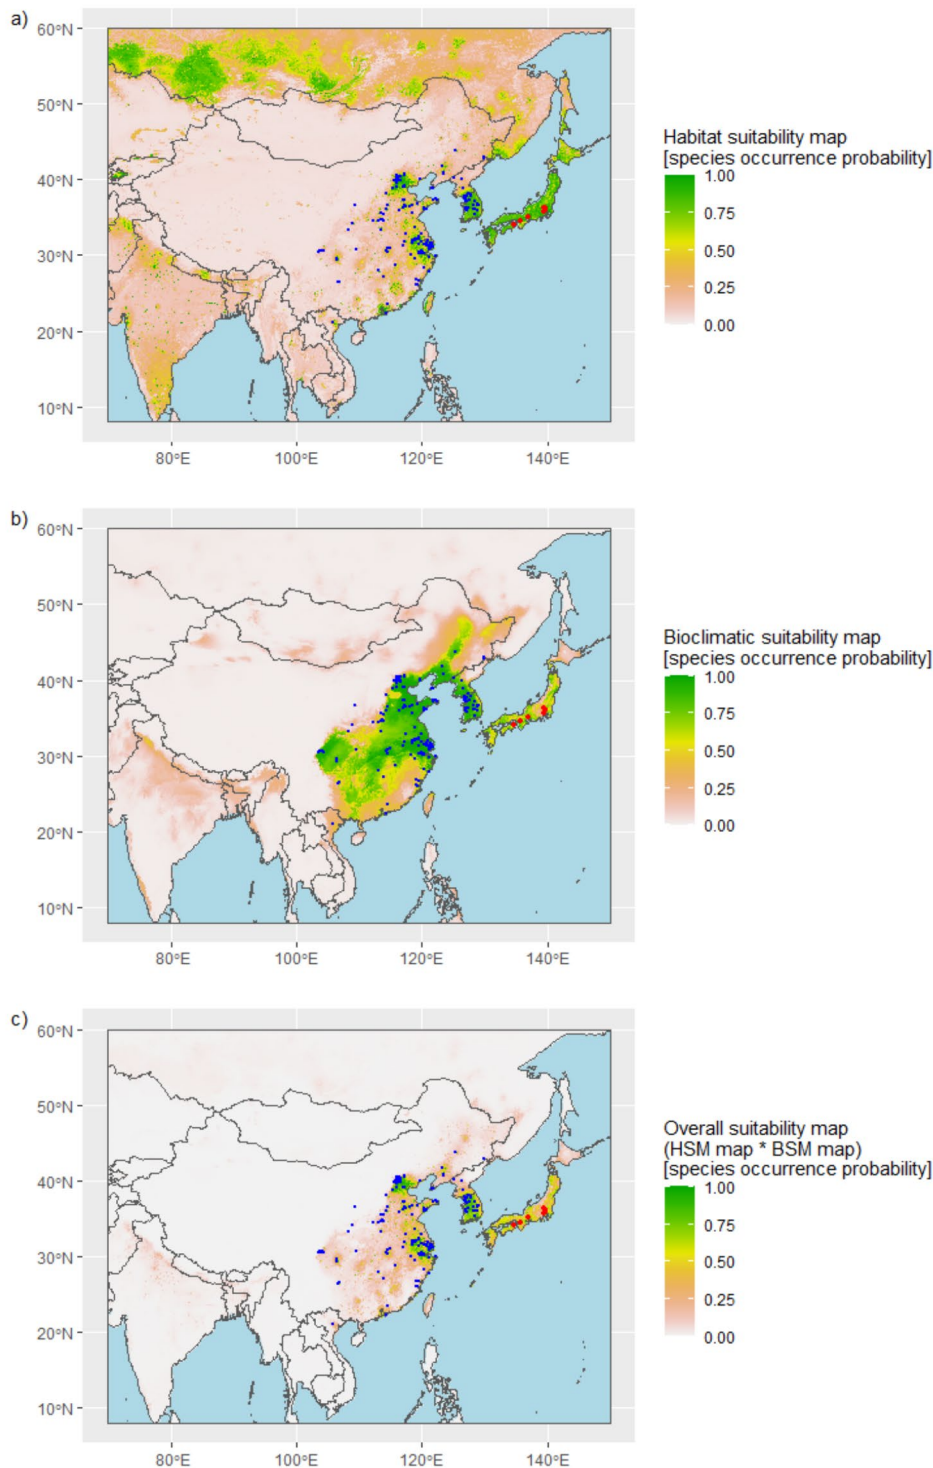 a)
60°N
50°N
40°N
30°N
20°N
10°N
80°E 100°E 120°E 140°E
Habitat suitability map
[species occurrence probability]
1.00
0.75
0.50
0.25
0.00
b)
60°N
50°N
40°N
30°N
20°N
10°N
80°E 100°E 120°E 140°E
Bioclimatic suitability map
[species occurrence probability]
1.00
0.75
0.50
0.25
0.00
c)
60°N
50°N
40°N
30°N
20°N
10°N
80°E 100°E 120°E 140°E
Overall suitability map
(HSM map * BSM map)
[species occurrence probability]
1.00
0.75
0.50
0.25
0.00